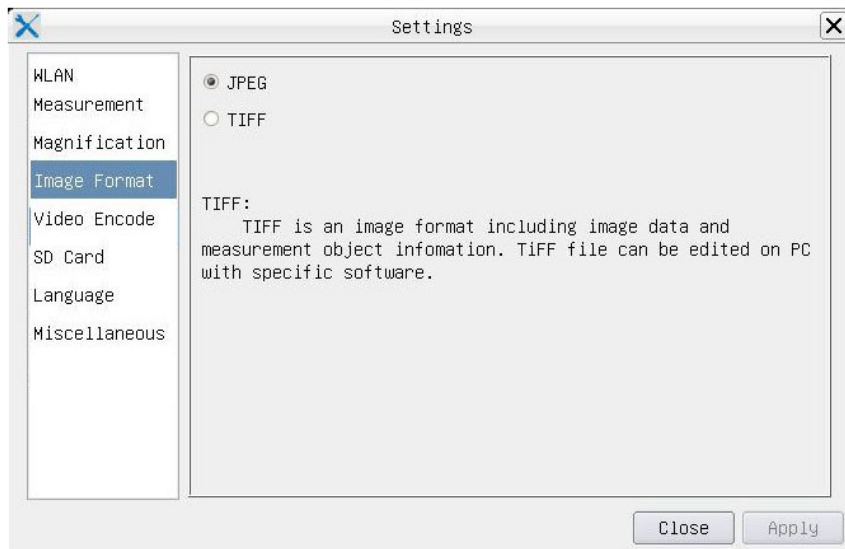 Settings
WLAN
Measurement
Magnification
Image Format
Video Encode
SD Card
Language
Miscellaneous
JPEG
TIFF
TIFF:
TIFF is an image format including image data and
measurement object infomation. TiFF file can be edited on PC
with specific software.
Close
Apply